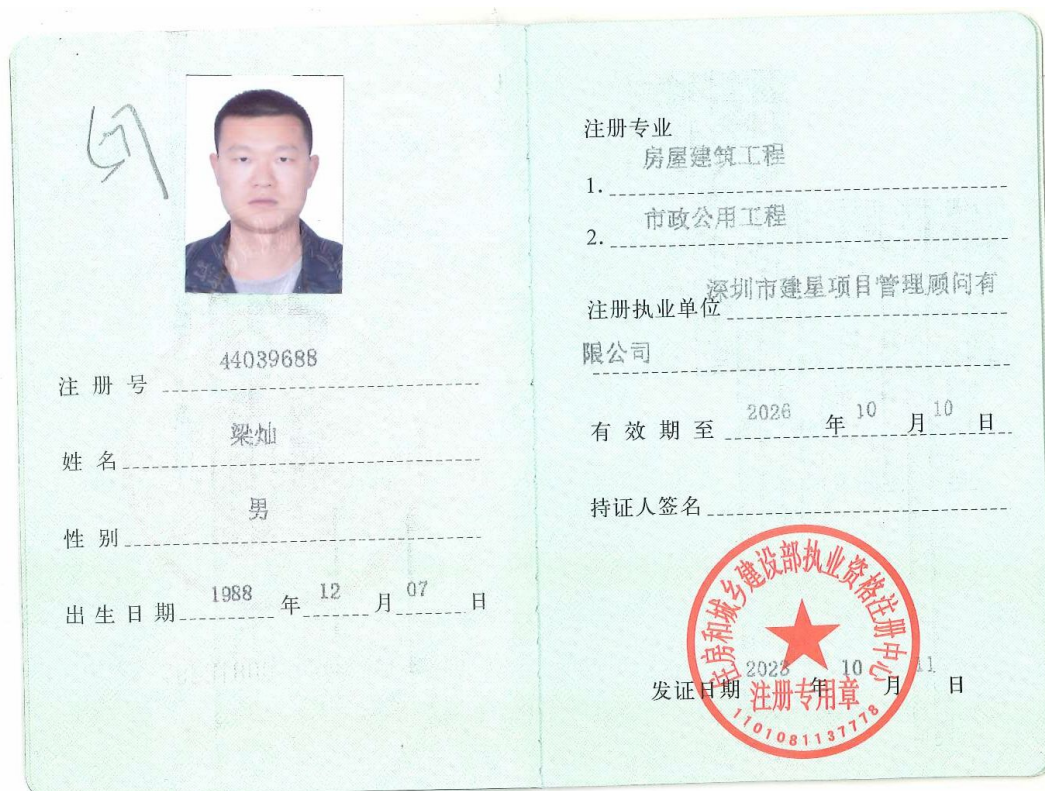 注册号 44039688
姓名 梁灿
性别 男
出生日期 1988 年 12 月 07 日
注册专业
1. 房屋建筑工程
2. 市政公用工程
注册执业单位 深圳市建星项目管理顾问有
限公司
有效期至 2026 年 10 月 10 日
持证人签名
住房和城乡建设部执业资格注册中心
发证日期 2023 年 10 月 11 日
注册专用章
1101081137778